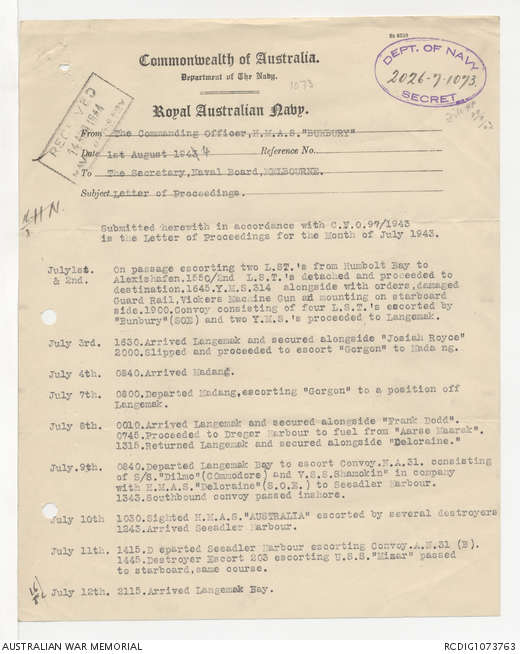 Commonwealth of Australia.
Department of The Navy.
1073
Royal Australian Navy.
DEPT. OF NAVY
2026-7-1073
SECRET
RECEIVED
From The Commanding Officer, H.M.A.S."BUNBURY"
Date 1st August 1943 4 Reference No.
To The Secretary, Naval Board, MELBOURNE.
Subject Letter of Proceedings.
Submitted herewith in accordance with C.N.O.97/1943
is the Letter of Proceedings for the Month of July 1943.
July1st. On passage escorting two L.ST.'s from Humbolt Bay to
& 2nd. Alexishafen.1550/2nd L.S.T.'s detached and proceeded to
destination.1645.Y.M.S.314 alongside with orders,damaged
Guard Rail,Vickers Machine Gun an mounting on starboard
side.1900.Convoy consisting of four L.S.T.'s escorted by
"Bunbury"(SOE) and two Y.M.S.'s proceeded to Langemak.
July 3rd. 1630.Arrived Langemak and secured alongside "Josiah Royce"
2000.Slipped and proceeded to escort "Gorgon" to Mada ng.
July 4th. 0840.Arrived Madang.
July 7th. 0800.Departed Madang,escorting "Gorgon" to a position off
Langemak.
July 8th. 0010.Arrived Langemak and secured alongside "Frank Dodd".
0745.Proceeded to Dreger Harbour to fuel from "Aarse Maarsk".
1315.Returned Langemak and secured alongside "Deloraine."
July.9th. 0840.Departed Langemak Bay to escort Convoy.N.A.31. consisting
of S/S."Dilmo"(COmmodore) and V.S.S.Shamokin" in company
with H.M.A.S."Deloraine"(S.O.E.) to Seeadler Harbour.
1343.Southbound convoy passed inshore.
July 10th 1030.Sighted H.M.A.S."AUSTRALIA" escorted by several destroyers
1243.Arrived Seeadler Harbour.
July 11th. 1415.D eparted Seeadler Harbour escorting Convoy.A.N.31 (B).
1445.Destroyer Escort 203 escorting U.S.S."Mizar" passed
to starboard,same course.
July 12th. 2115.Arrived Langemak Bay.
AUSTRALIAN WAR MEMORIAL
RCDIG1073763